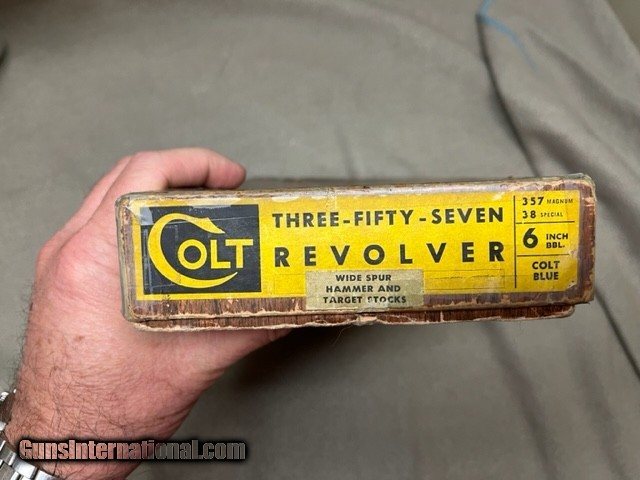 COLT
THREE-FIFTY-SEVEN
REVOLVER
WIDE SPUR
HAMMER AND
TARGET STOCKS
357 MAGNUM
38 SPECIAL
6 INCH BBL.
COLT
BLUE
GunsInternational.com